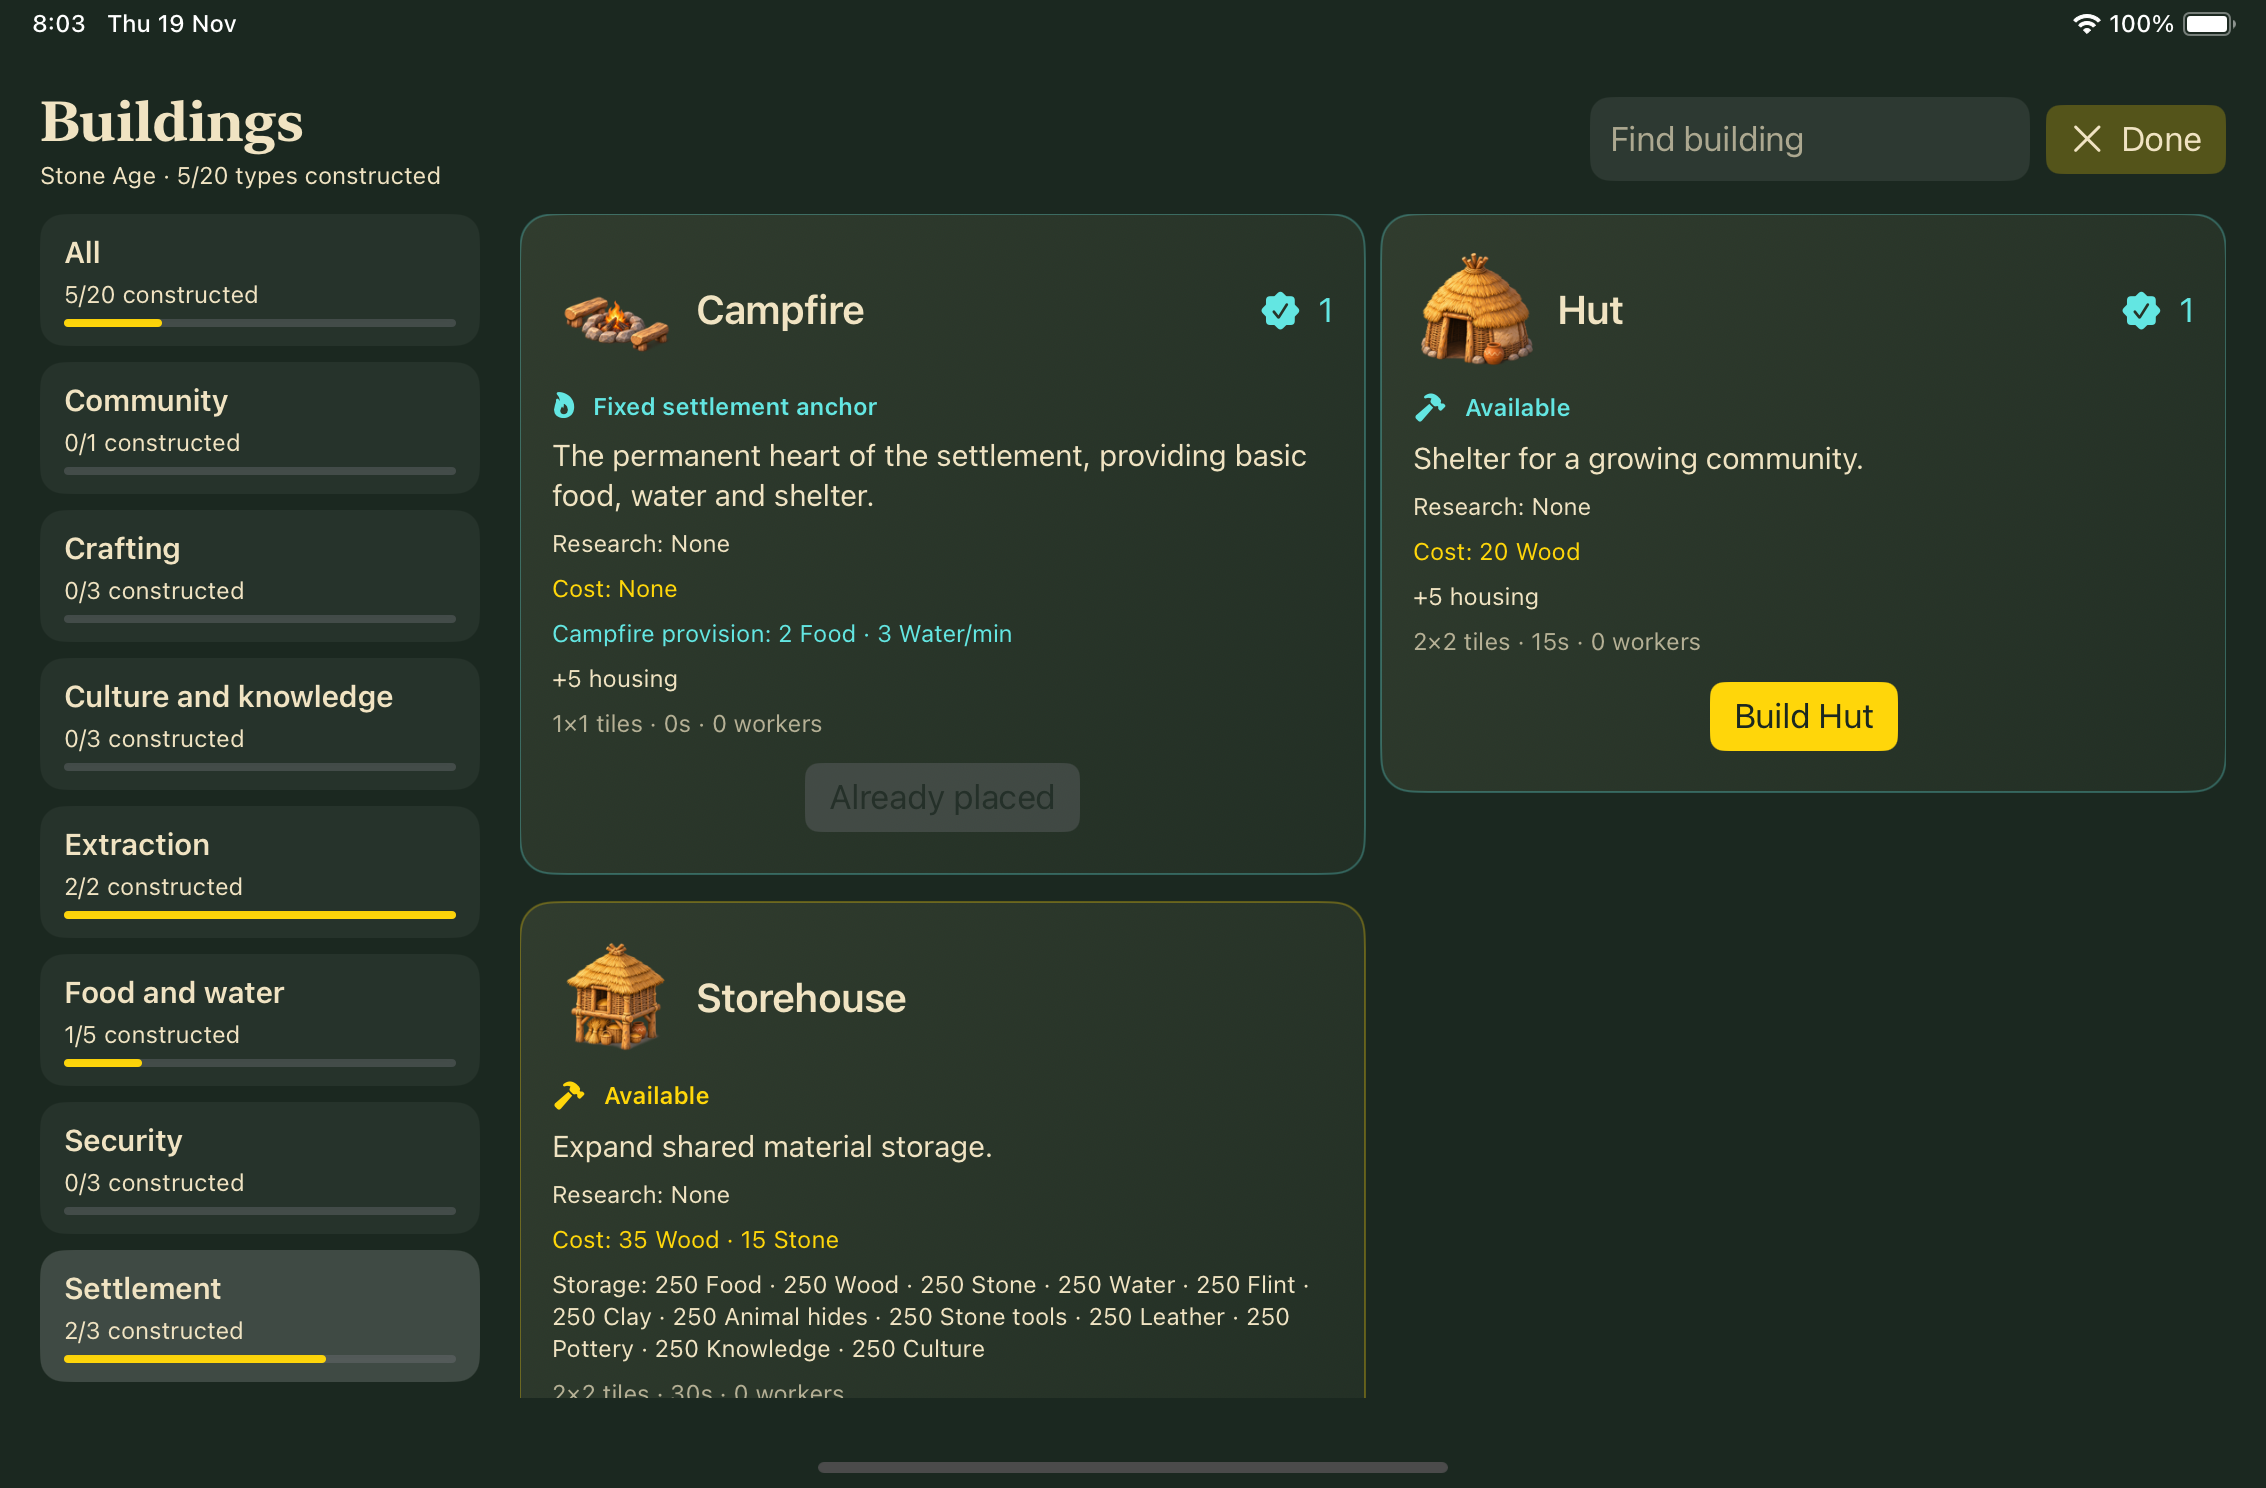 8:03 Thu 19 Nov
100%
Buildings
Stone Age · 5/20 types constructed
Find building
Done
All
5/20 constructed
Community
0/1 constructed
Crafting
0/3 constructed
Culture and knowledge
0/3 constructed
Extraction
2/2 constructed
Food and water
1/5 constructed
Security
0/3 constructed
Settlement
2/3 constructed
Campfire
1
Fixed settlement anchor
The permanent heart of the settlement, providing basic
food, water and shelter.
Research: None
Cost: None
Campfire provision: 2 Food · 3 Water/min
+5 housing
1×1 tiles · 0s · 0 workers
Already placed
Hut
1
Available
Shelter for a growing community.
Research: None
Cost: 20 Wood
+5 housing
2×2 tiles · 15s · 0 workers
Build Hut
Storehouse
Available
Expand shared material storage.
Research: None
Cost: 35 Wood · 15 Stone
Storage: 250 Food · 250 Wood · 250 Stone · 250 Water · 250 Flint ·
250 Clay · 250 Animal hides · 250 Stone tools · 250 Leather · 250
Pottery · 250 Knowledge · 250 Culture
2×2 tiles · 30s · 0 workers